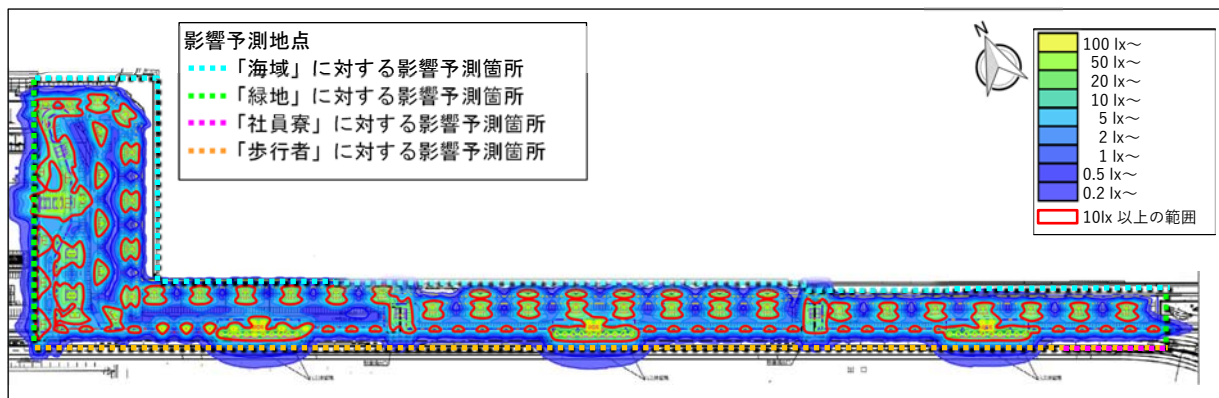 影響予測地点
「海域」に対する影響予測箇所
「緑地」に対する影響予測箇所
「社員寮」に対する影響予測箇所
「歩行者」に対する影響予測箇所
N
100 lx～
50 lx～
20 lx～
10 lx～
5 lx～
2 lx～
1 lx～
0.5 lx～
0.2 lx～
10lx 以上の範囲